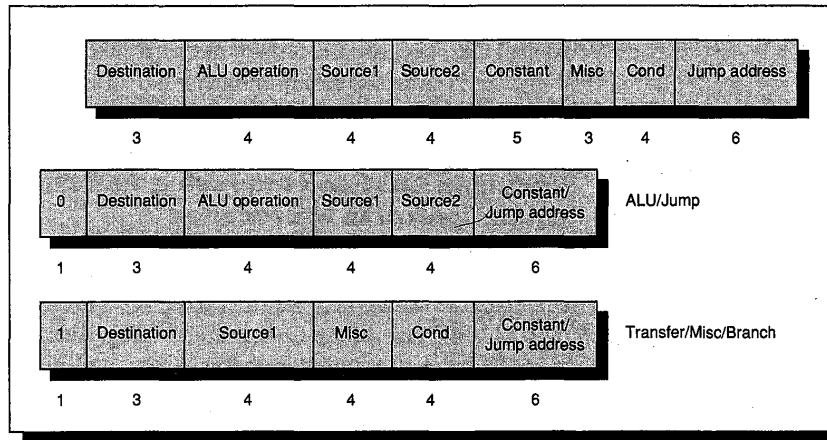 Destination ALU operation Source1 Source2 Constant Misc Cond Jump address
3 4 4 4 5 3 4 6
0 Destination ALU operation Source1 Source2 Constant/
Jump address ALU/Jump
1 3 4 4 4 6
1 Destination Source1 Misc Cond Constant/
Jump address Transfer/Misc/Branch
1 3 4 4 4 6